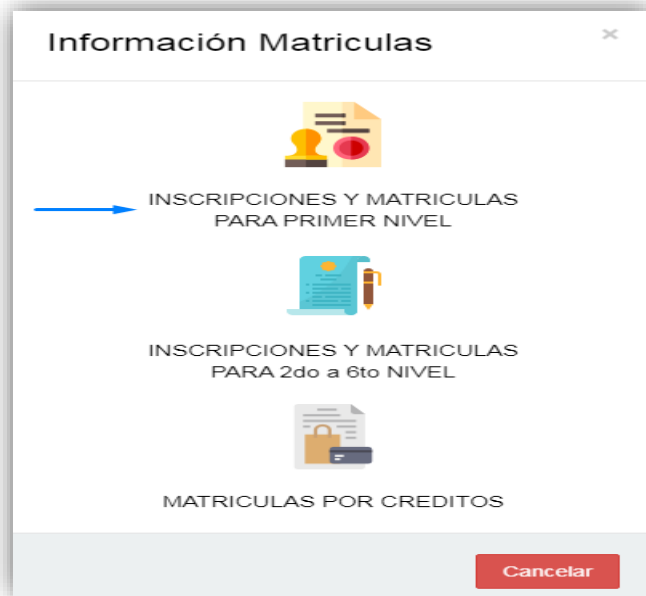 Información Matriculas
×
INSCRIPCIONES Y MATRICULAS
PARA PRIMER NIVEL
INSCRIPCIONES Y MATRICULAS
PARA 2do a 6to NIVEL
MATRICULAS POR CREDITOS
Cancelar